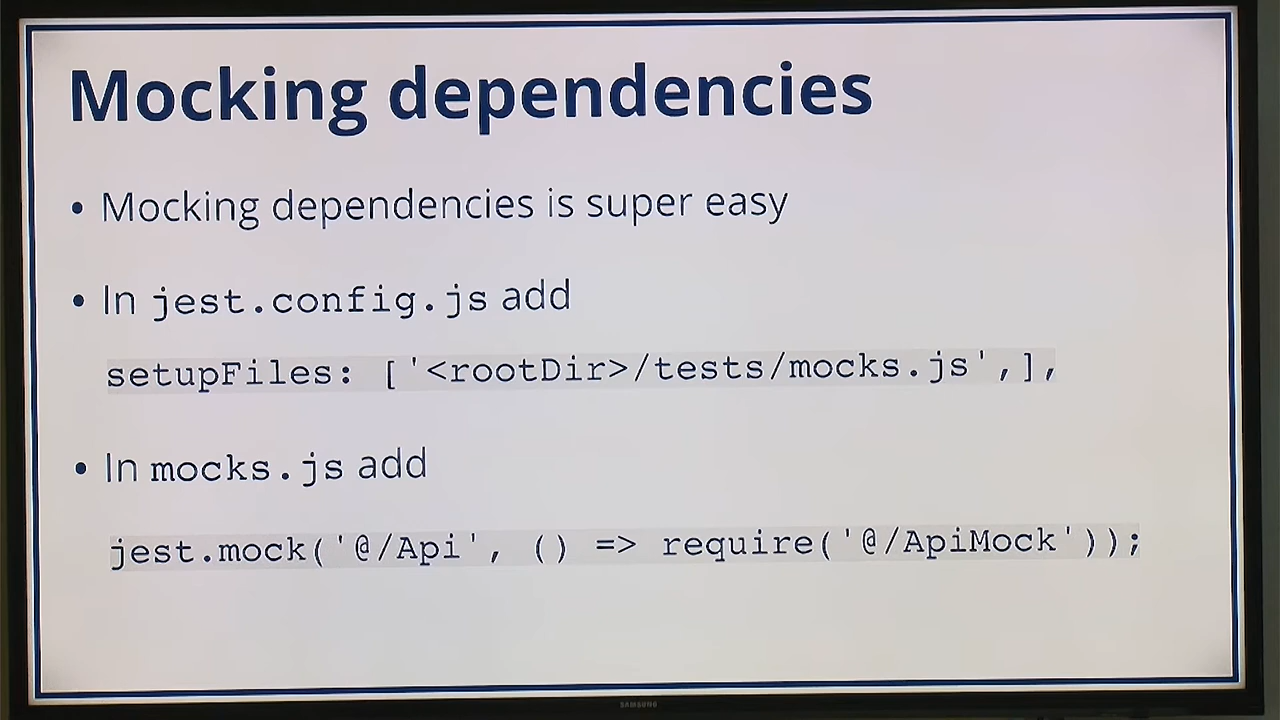 Mocking dependencies
• Mocking dependencies is super easy
• In jest.config.js add
setupFiles: ['<rootDir>/tests/mocks.js',],
• In mocks.js add
jest.mock('@/Api', () => require('@/ApiMock'));
SAMSUNG